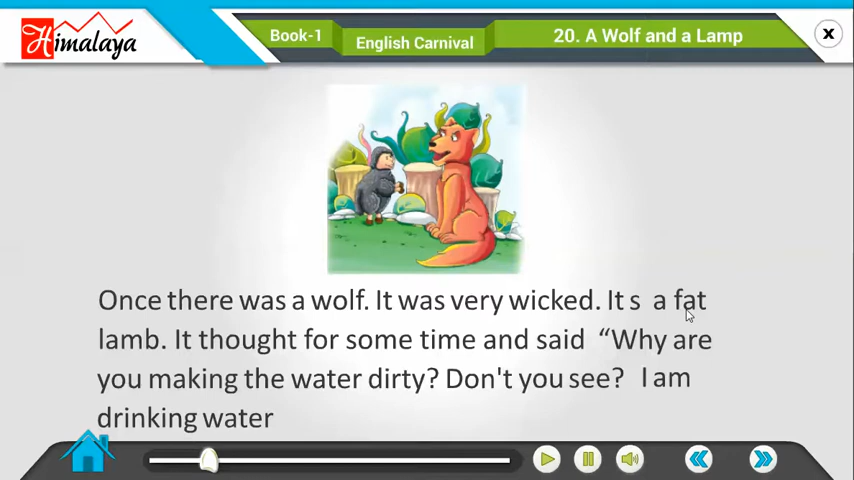 Himalaya
Book-1
English Carnival
20. A Wolf and a Lamp
X
Once there was a wolf. It was very wicked. It s a fat
lamb. It thought for some time and said “Why are
you making the water dirty? Don't you see? I am
drinking water